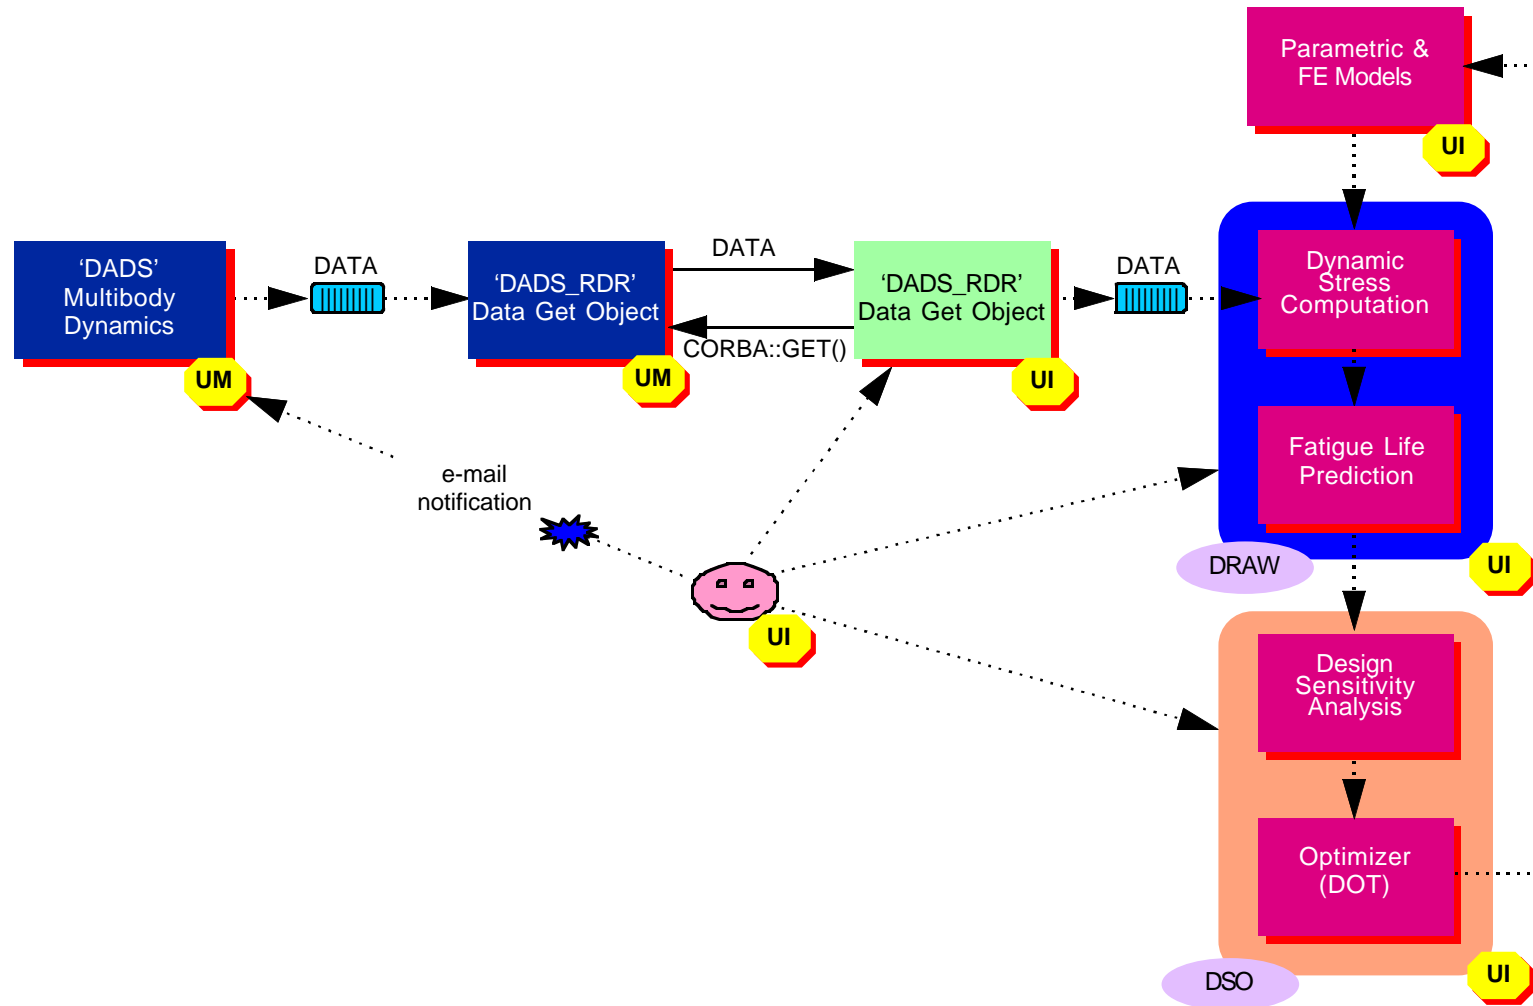 Parametric &
FE Models
UI
‘DADS’
Multibody
Dynamics
UM
DATA
‘DADS_RDR’
Data Get Object
UM
DATA
CORBA::GET()
‘DADS_RDR’
Data Get Object
UI
DATA
Dynamic
Stress
Computation
Fatigue Life
Prediction
DRAW
UI
e-mail
notification
UI
Design
Sensitivity
Analysis
Optimizer
(DOT)
DSO
UI